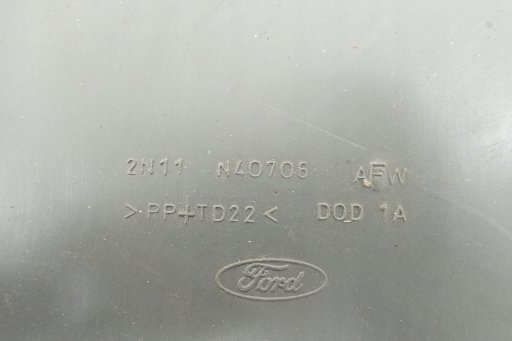 2N11 N40706 AFW
>PP+TD22< DOD 1A
Ford